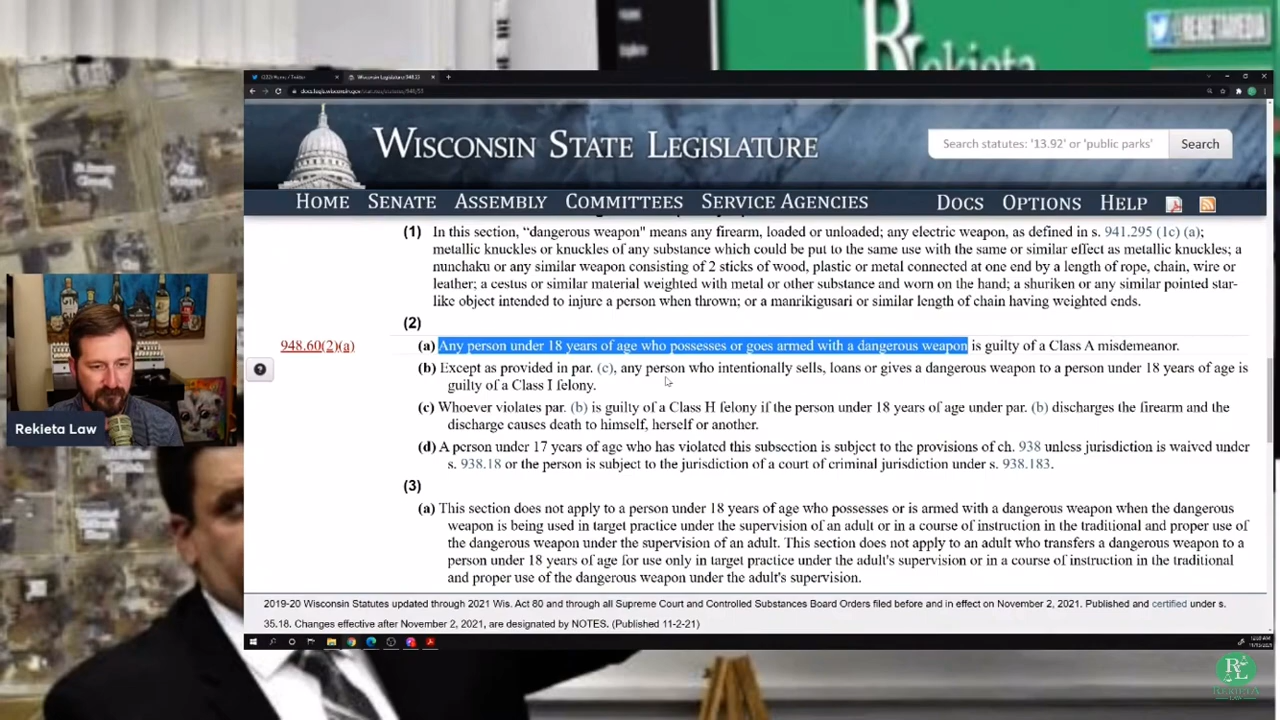 @REKIETAMEDIA
Rekieta
(232) Home / Twitter
Wisconsin Legislature: 948.55
docs.legis.wisconsin.gov/statutes/statutes/948/55
WISCONSIN STATE LEGISLATURE
Search statutes: '13.92' or 'public parks'
Search
HOME SENATE ASSEMBLY COMMITTEES SERVICE AGENCIES DOCS OPTIONS HELP
(1) In this section, “dangerous weapon" means any firearm, loaded or unloaded; any electric weapon, as defined in s. 941.295 (1c) (a);
metallic knuckles or knuckles of any substance which could be put to the same use with the same or similar effect as metallic knuckles; a
nunchaku or any similar weapon consisting of 2 sticks of wood, plastic or metal connected at one end by a length of rope, chain, wire or
leather; a cestus or similar material weighted with metal or other substance and worn on the hand; a shuriken or any similar pointed star-
like object intended to injure a person when thrown; or a manrikigusari or similar length of chain having weighted ends.
(2)
948.60(2)(a)
(a) Any person under 18 years of age who possesses or goes armed with a dangerous weapon is guilty of a Class A misdemeanor.
(b) Except as provided in par. (c), any person who intentionally sells, loans or gives a dangerous weapon to a person under 18 years of age is
guilty of a Class I felony.
(c) Whoever violates par. (b) is guilty of a Class H felony if the person under 18 years of age under par. (b) discharges the firearm and the
discharge causes death to himself, herself or another.
(d) A person under 17 years of age who has violated this subsection is subject to the provisions of ch. 938 unless jurisdiction is waived under
s. 938.18 or the person is subject to the jurisdiction of a court of criminal jurisdiction under s. 938.183.
(3)
(a) This section does not apply to a person under 18 years of age who possesses or is armed with a dangerous weapon when the dangerous
weapon is being used in target practice under the supervision of an adult or in a course of instruction in the traditional and proper use of
the dangerous weapon under the supervision of an adult. This section does not apply to an adult who transfers a dangerous weapon to a
person under 18 years of age for use only in target practice under the adult's supervision or in a course of instruction in the traditional
and proper use of the dangerous weapon under the adult's supervision.
2019-20 Wisconsin Statutes updated through 2021 Wis. Act 80 and through all Supreme Court and Controlled Substances Board Orders filed before and in effect on November 2, 2021. Published and certified under s.
35.18. Changes effective after November 2, 2021, are designated by NOTES. (Published 11-2-21)
Rekieta Law
REKIETA
LAW